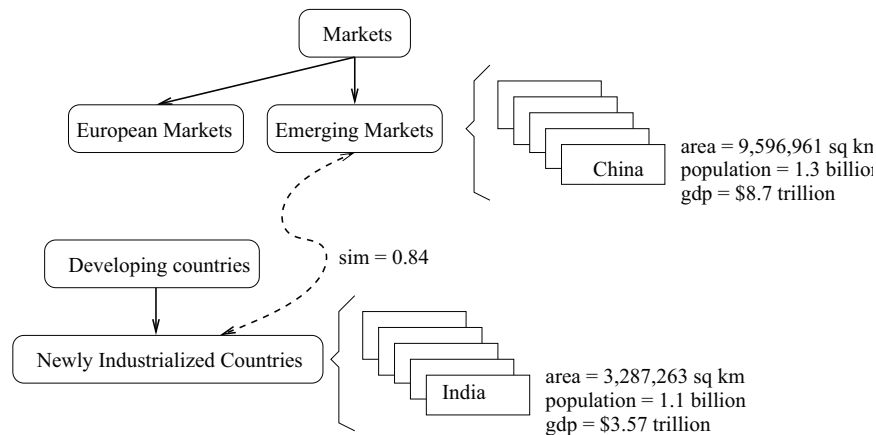 Markets
European Markets
Emerging Markets
China
area = 9,596,961 sq km
population = 1.3 billion
gdp = $8.7 trillion
Developing countries
sim = 0.84
Newly Industrialized Countries
India
area = 3,287,263 sq km
population = 1.1 billion
gdp = $3.57 trillion